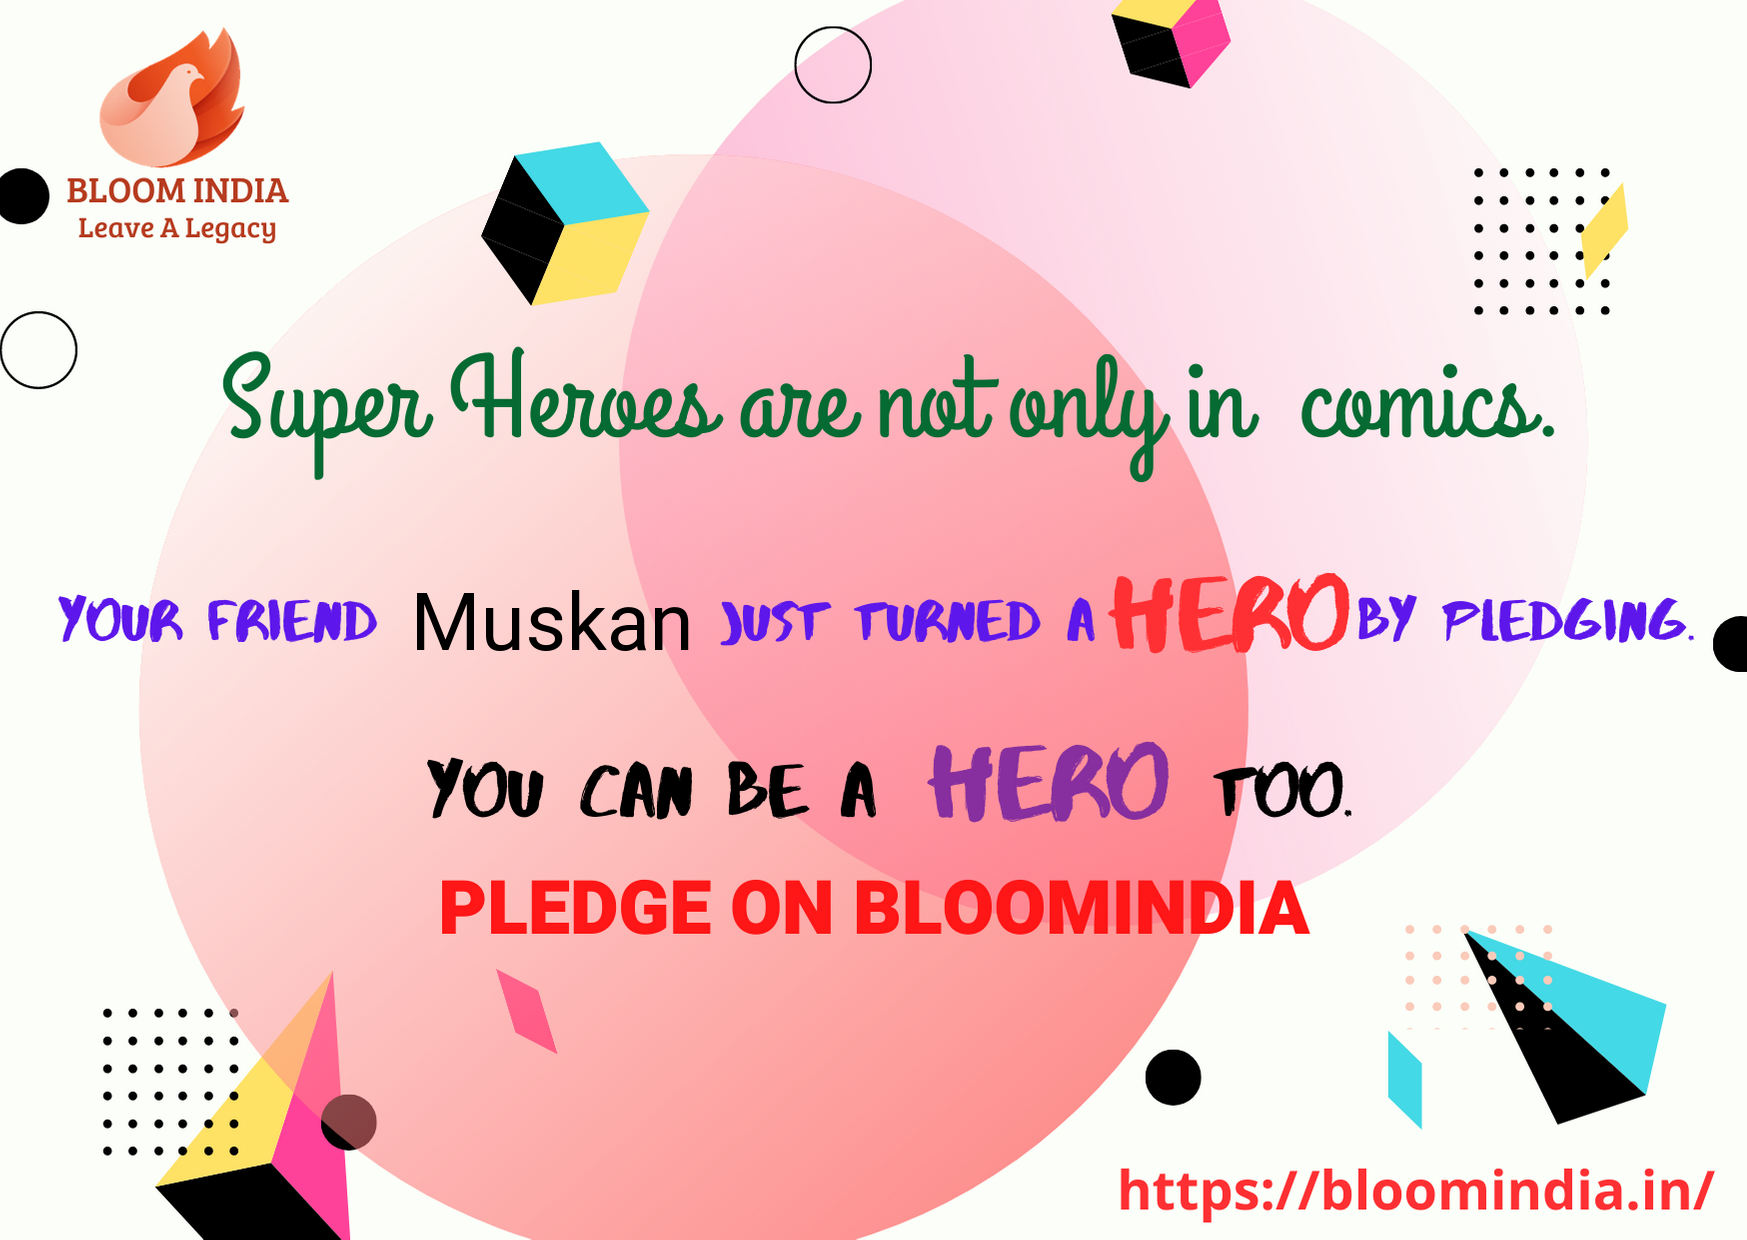 BLOOM INDIA
Leave A Legacy
Super Heroes are not only in comics.
YOUR FRIEND Muskan JUST TURNED A HERO BY PLEDGING.
YOU CAN BE A HERO TOO.
PLEDGE ON BLOOMINDIA
https://bloomindia.in/